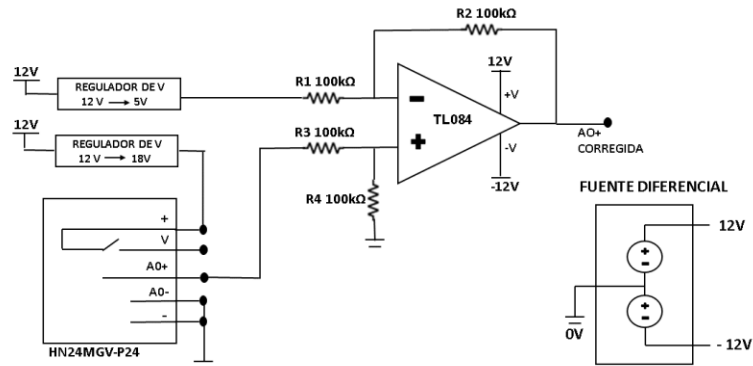 R2 100kΩ
12V
REGULADOR DE V
12 V → 5V
R1 100kΩ
12V
+V
TL084
AO+
CORREGIDA
-V
-12V
12V
REGULADOR DE V
12 V → 18V
R3 100kΩ
R4 100kΩ
+
V
A0+
A0-
-
HN24MGV-P24
FUENTE DIFERENCIAL
12V
0V
- 12V